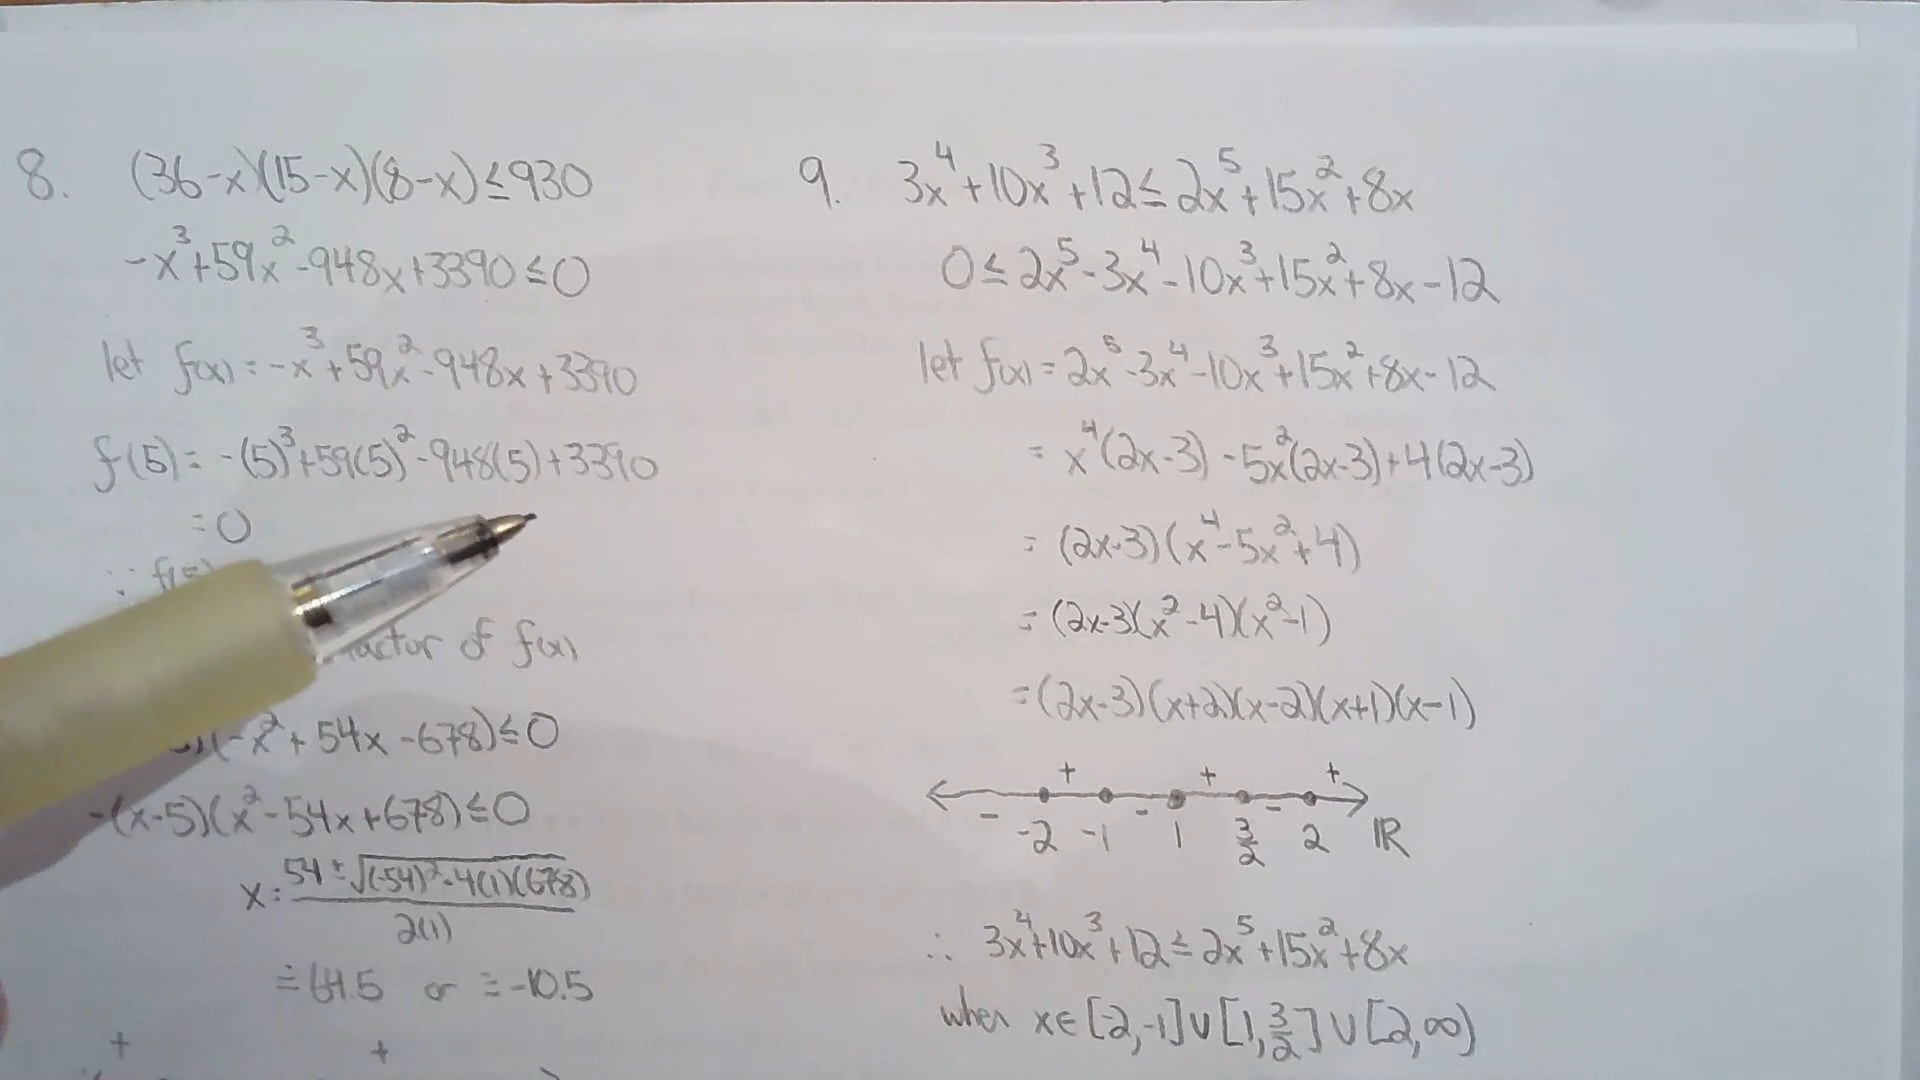 8. (36-x)(15-x)(8-x)≤930
-x³+59x²-948x+3390≤0
let f(x)=-x³+59x²-948x+3390
f(5)=-(5)³+59(5)²-948(5)+3390
=0
∴ f(5)
factor of f(x)
(-x²+54x-678)≤0
-(x-5)(x²-54x+678)≤0
x=54±√(-54)²-4(1)(678)
2(1)
≐64.5 or ≐-10.5
+ +
9. 3x⁴+10x³+12≤2x⁵+15x²+8x
0≤2x⁵-3x⁴-10x³+15x²+8x-12
let f(x)=2x⁵-3x⁴-10x³+15x²+8x-12
=x⁴(2x-3)-5x²(2x-3)+4(2x-3)
=(2x-3)(x⁴-5x²+4)
=(2x-3)(x²-4)(x²-1)
=(2x-3)(x+2)(x-2)(x+1)(x-1)
+ + +
- - -
-2 -1 1 3/2 2 ℝ
∴ 3x⁴+10x³+12≤2x⁵+15x²+8x
when x∈[-2,-1]∪[1,3/2]∪[2,∞)